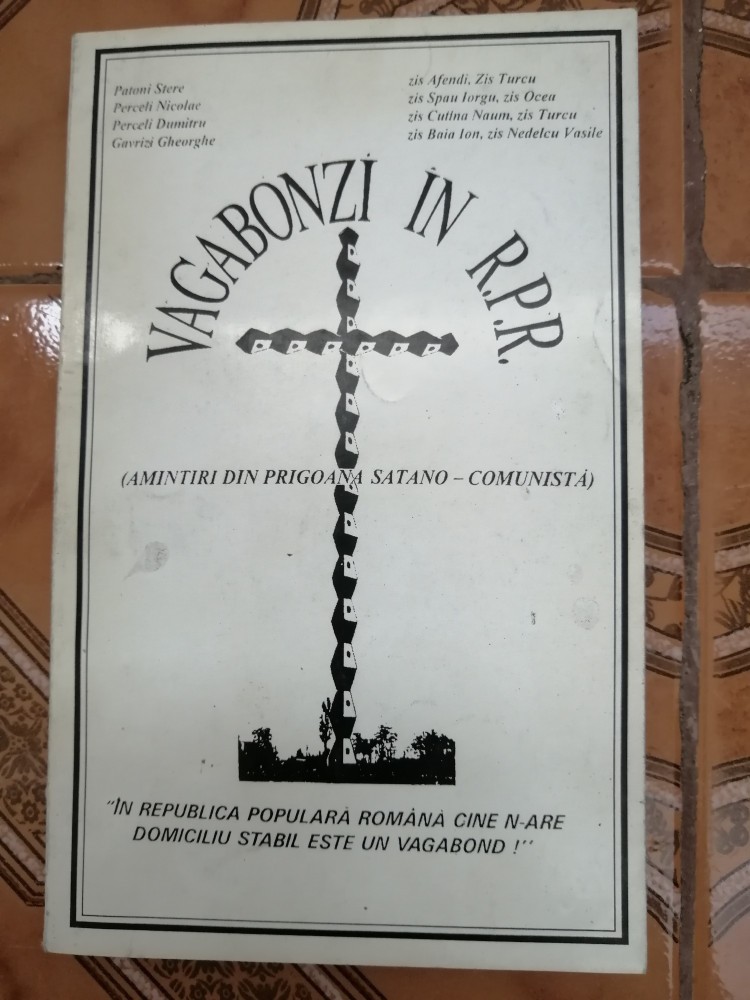 Patoni Stere zis Afendi, Zis Turcu
Perceli Nicolae zis Spau Iorgu, zis Ocea
Perceli Dumitru zis Cutina Naum, zis Turcu
Gavrizi Gheorghe zis Baia Ion, zis Nedelcu Vasile
VAGABONZI ÎN R.P.R.
(AMINTIRI DIN PRIGOANA SATANO – COMUNISTĂ)
"ÎN REPUBLICA POPULARĂ ROMÂNĂ CINE N-ARE
DOMICILIU STABIL ESTE UN VAGABOND !"